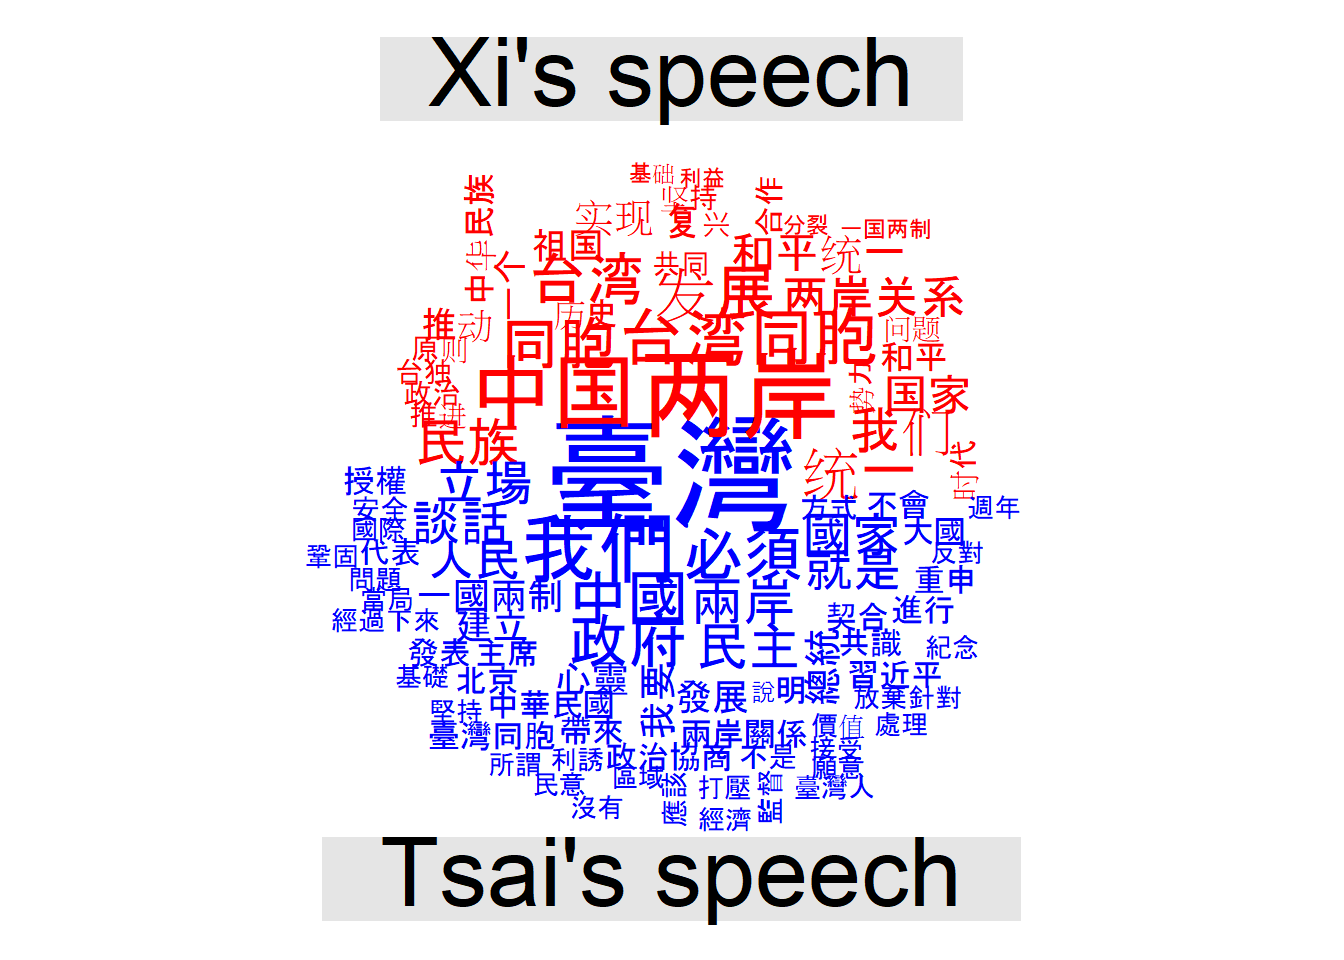 Xi's speech
基础 利益
民族 坚持 合作
实现 复兴 分裂 一国两制
中华 一个 祖国 共同 和平统一
台湾 发展 两岸关系
历史
推动 同胞 台湾同胞 问题
原则 和平
台独 中国 两岸 势力 国家
政治
推进 民族 我们
臺灣 统一 时代
授權 立場 方式 不會 週年
安全 談話
國際 我們 必須 國家 大國
鞏固 代表 人民 就是 反對
問題 重申
當局 一國兩制 中國 兩岸 契合 進行
經過 下來 建立 政府 民主 總統 共識 紀念
發表 主席
基礎 北京 心靈 我要 發展 說明 習近平
堅持 中華民國 放棄 針對
臺灣同胞 帶來 兩岸關係 價值 處理
所謂 利誘 政治協商 不是 接受
民意 區域 願意
沒有 應該 打壓 監督 臺灣人
經濟
Tsai's speech